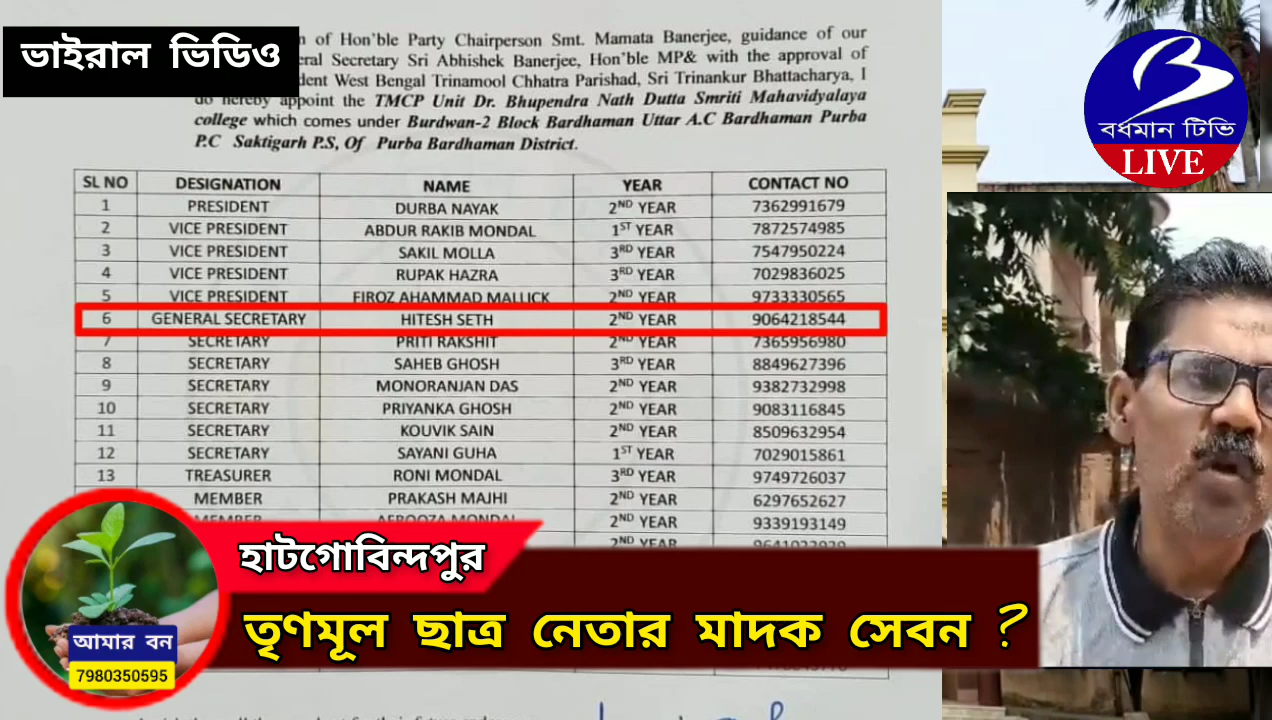 ভাইরাল ভিডিও
of Hon'ble Party Chairperson Smt. Mamata Banerjee, guidance of our
Secretary Sri Abhishek Banerjee, Hon'ble MP& with the approval of
West Bengal Trinamool Chhatra Parishad, Sri Trinankur Bhattacharya, I
do hereby appoint the TMCP Unit Dr. Bhupendra Nath Dutta Smriti Mahavidyalaya
college which comes under Burdwan-2 Block Bardhaman Uttar A.C Bardhaman Purba
P.C Saktigarh P.S, Of Purba Bardhaman District.
SL NO DESIGNATION NAME YEAR CONTACT NO
1 PRESIDENT DURBA NAYAK 2ND YEAR 7362991679
2 VICE PRESIDENT ABDUR RAKIB MONDAL 1ST YEAR 7872574985
3 VICE PRESIDENT SAKIL MOLLA 3RD YEAR 7547950224
4 VICE PRESIDENT RUPAK HAZRA 3RD YEAR 7029836025
5 VICE PRESIDENT FIROZ AHAMMAD MALLICK 2ND YEAR 9733330565
6 GENERAL SECRETARY HITESH SETH 2ND YEAR 9064218544
7 SECRETARY PRITI RAKSHIT 2ND YEAR 7365956980
8 SECRETARY SAHEB GHOSH 3RD YEAR 8849627396
9 SECRETARY MONORANJAN DAS 2ND YEAR 9382732998
10 SECRETARY PRIYANKA GHOSH 2ND YEAR 9083116845
11 SECRETARY KOUVIK SAIN 2ND YEAR 8509632954
12 SECRETARY SAYANI GUHA 1ST YEAR 7029015861
13 TREASURER RONI MONDAL 3RD YEAR 9749726037
MEMBER PRAKASH MAJHI 2ND YEAR 6297652627
MEMBER AFROOZA MONDAL 2ND YEAR 9339193149
2ND YEAR
বর্ধমান টিভি
LIVE
হাটগোবিন্দপুর
তৃণমূল ছাত্র নেতার মাদক সেবন ?
আমার বন
7980350595